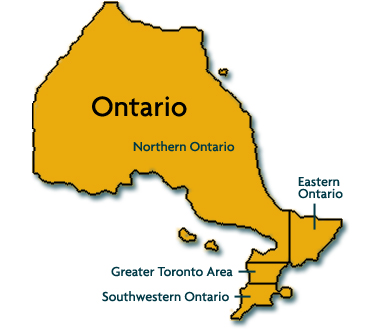 Ontario
Northern Ontario
Eastern
Ontario
Greater Toronto Area
Southwestern Ontario